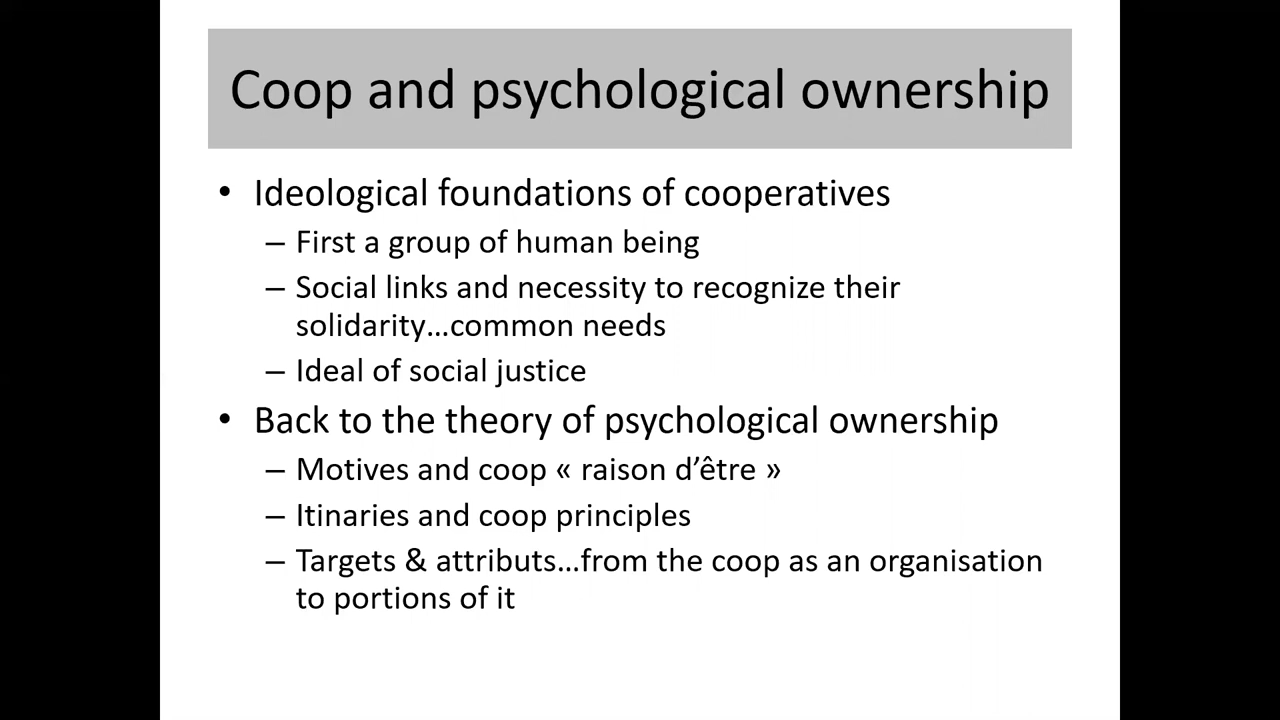 Coop and psychological ownership
• Ideological foundations of cooperatives
– First a group of human being
– Social links and necessity to recognize their
solidarity…common needs
– Ideal of social justice
• Back to the theory of psychological ownership
– Motives and coop « raison d’être »
– Itinaries and coop principles
– Targets & attributs…from the coop as an organisation
to portions of it